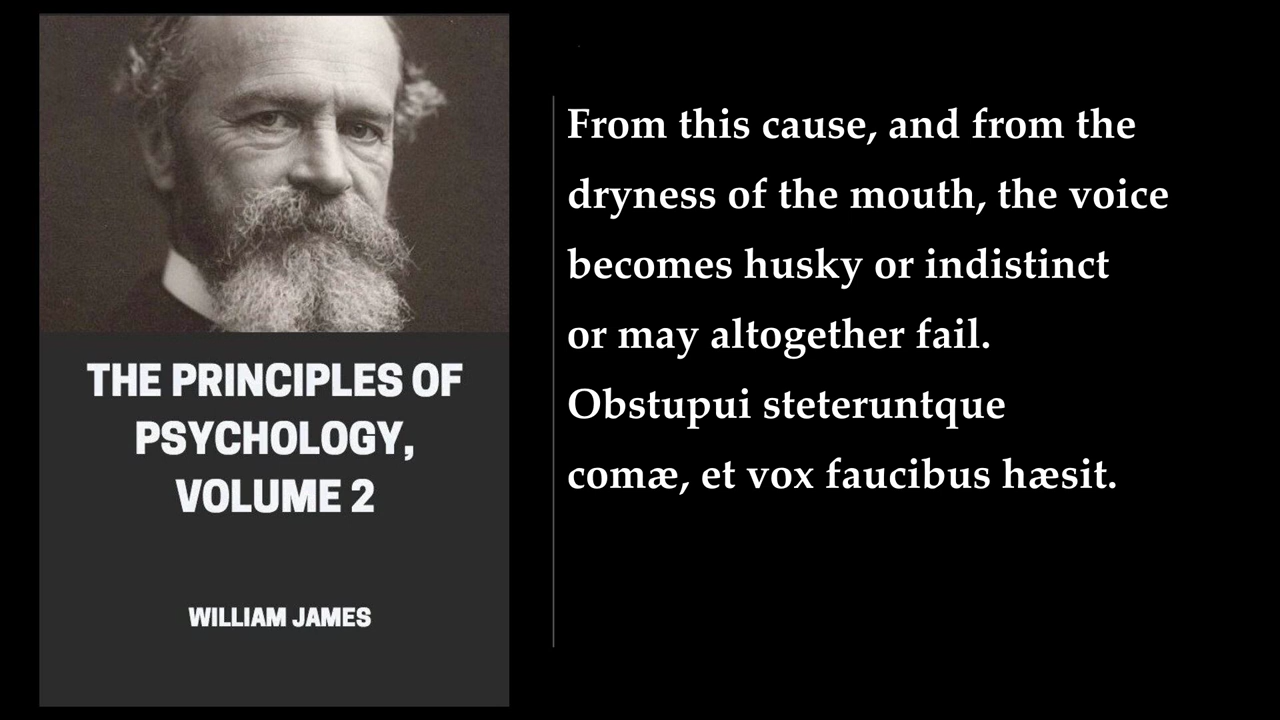 THE PRINCIPLES OF
PSYCHOLOGY,
VOLUME 2
WILLIAM JAMES
From this cause, and from the
dryness of the mouth, the voice
becomes husky or indistinct
or may altogether fail.
Obstupui steteruntque
comæ, et vox faucibus hæsit.